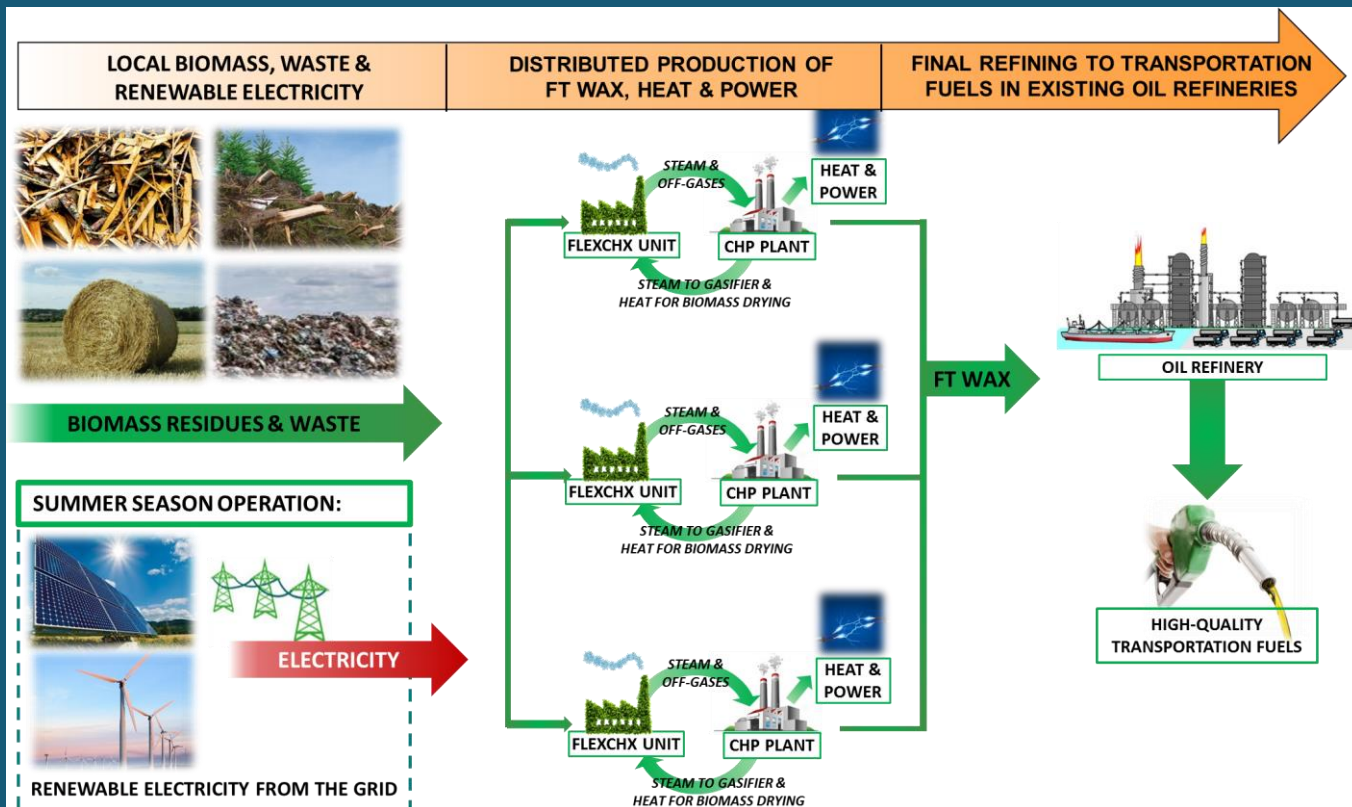 LOCAL BIOMASS, WASTE &
RENEWABLE ELECTRICITY
DISTRIBUTED PRODUCTION OF
FT WAX, HEAT & POWER
FINAL REFINING TO TRANSPORTATION
FUELS IN EXISTING OIL REFINERIES
BIOMASS RESIDUES & WASTE
SUMMER SEASON OPERATION:
ELECTRICITY
RENEWABLE ELECTRICITY FROM THE GRID
STEAM &
OFF-GASES
HEAT &
POWER
FLEXCHX UNIT
CHP PLANT
STEAM TO GASIFIER &
HEAT FOR BIOMASS DRYING
STEAM &
OFF-GASES
HEAT &
POWER
FLEXCHX UNIT
CHP PLANT
STEAM TO GASIFIER &
HEAT FOR BIOMASS DRYING
STEAM &
OFF-GASES
HEAT &
POWER
FLEXCHX UNIT
CHP PLANT
STEAM TO GASIFIER &
HEAT FOR BIOMASS DRYING
FT WAX
OIL REFINERY
HIGH-QUALITY
TRANSPORTATION FUELS